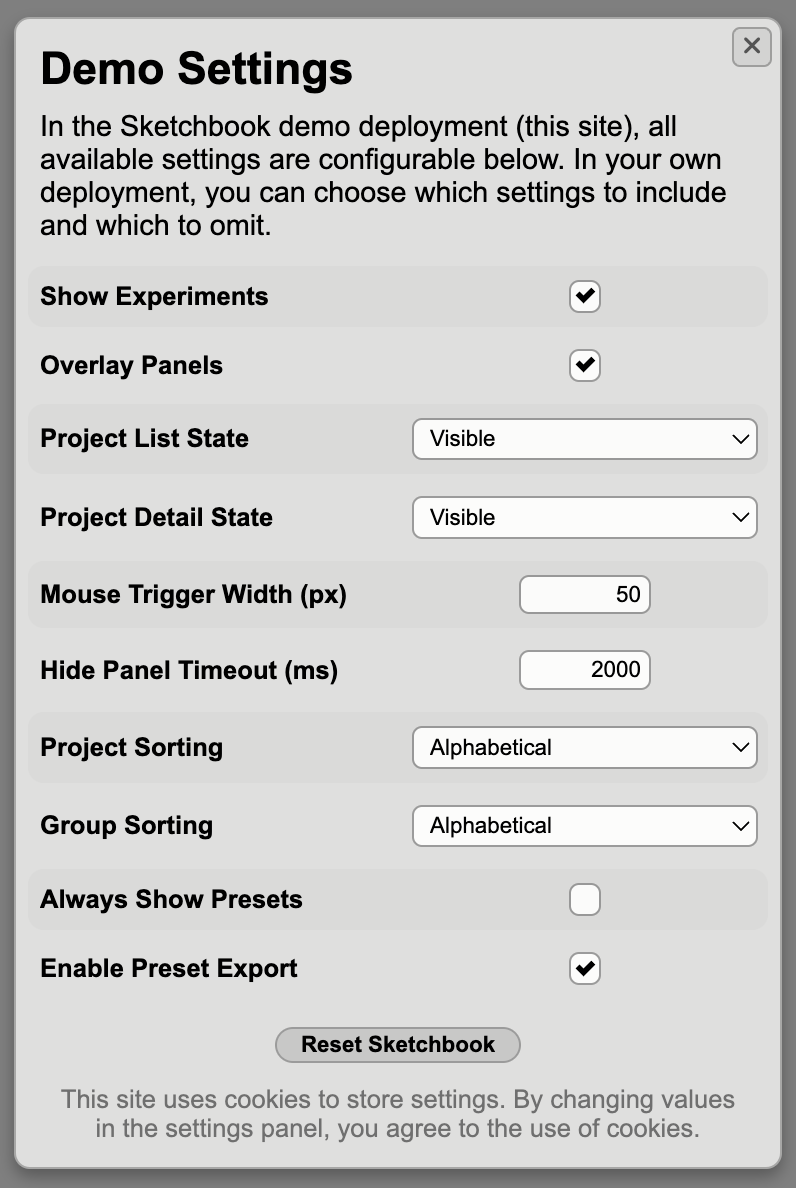 Demo Settings
In the Sketchbook demo deployment (this site), all
available settings are configurable below. In your own
deployment, you can choose which settings to include
and which to omit.
Show Experiments
Overlay Panels
Project List State Visible
Project Detail State Visible
Mouse Trigger Width (px) 50
Hide Panel Timeout (ms) 2000
Project Sorting Alphabetical
Group Sorting Alphabetical
Always Show Presets
Enable Preset Export
Reset Sketchbook
This site uses cookies to store settings. By changing values
in the settings panel, you agree to the use of cookies.